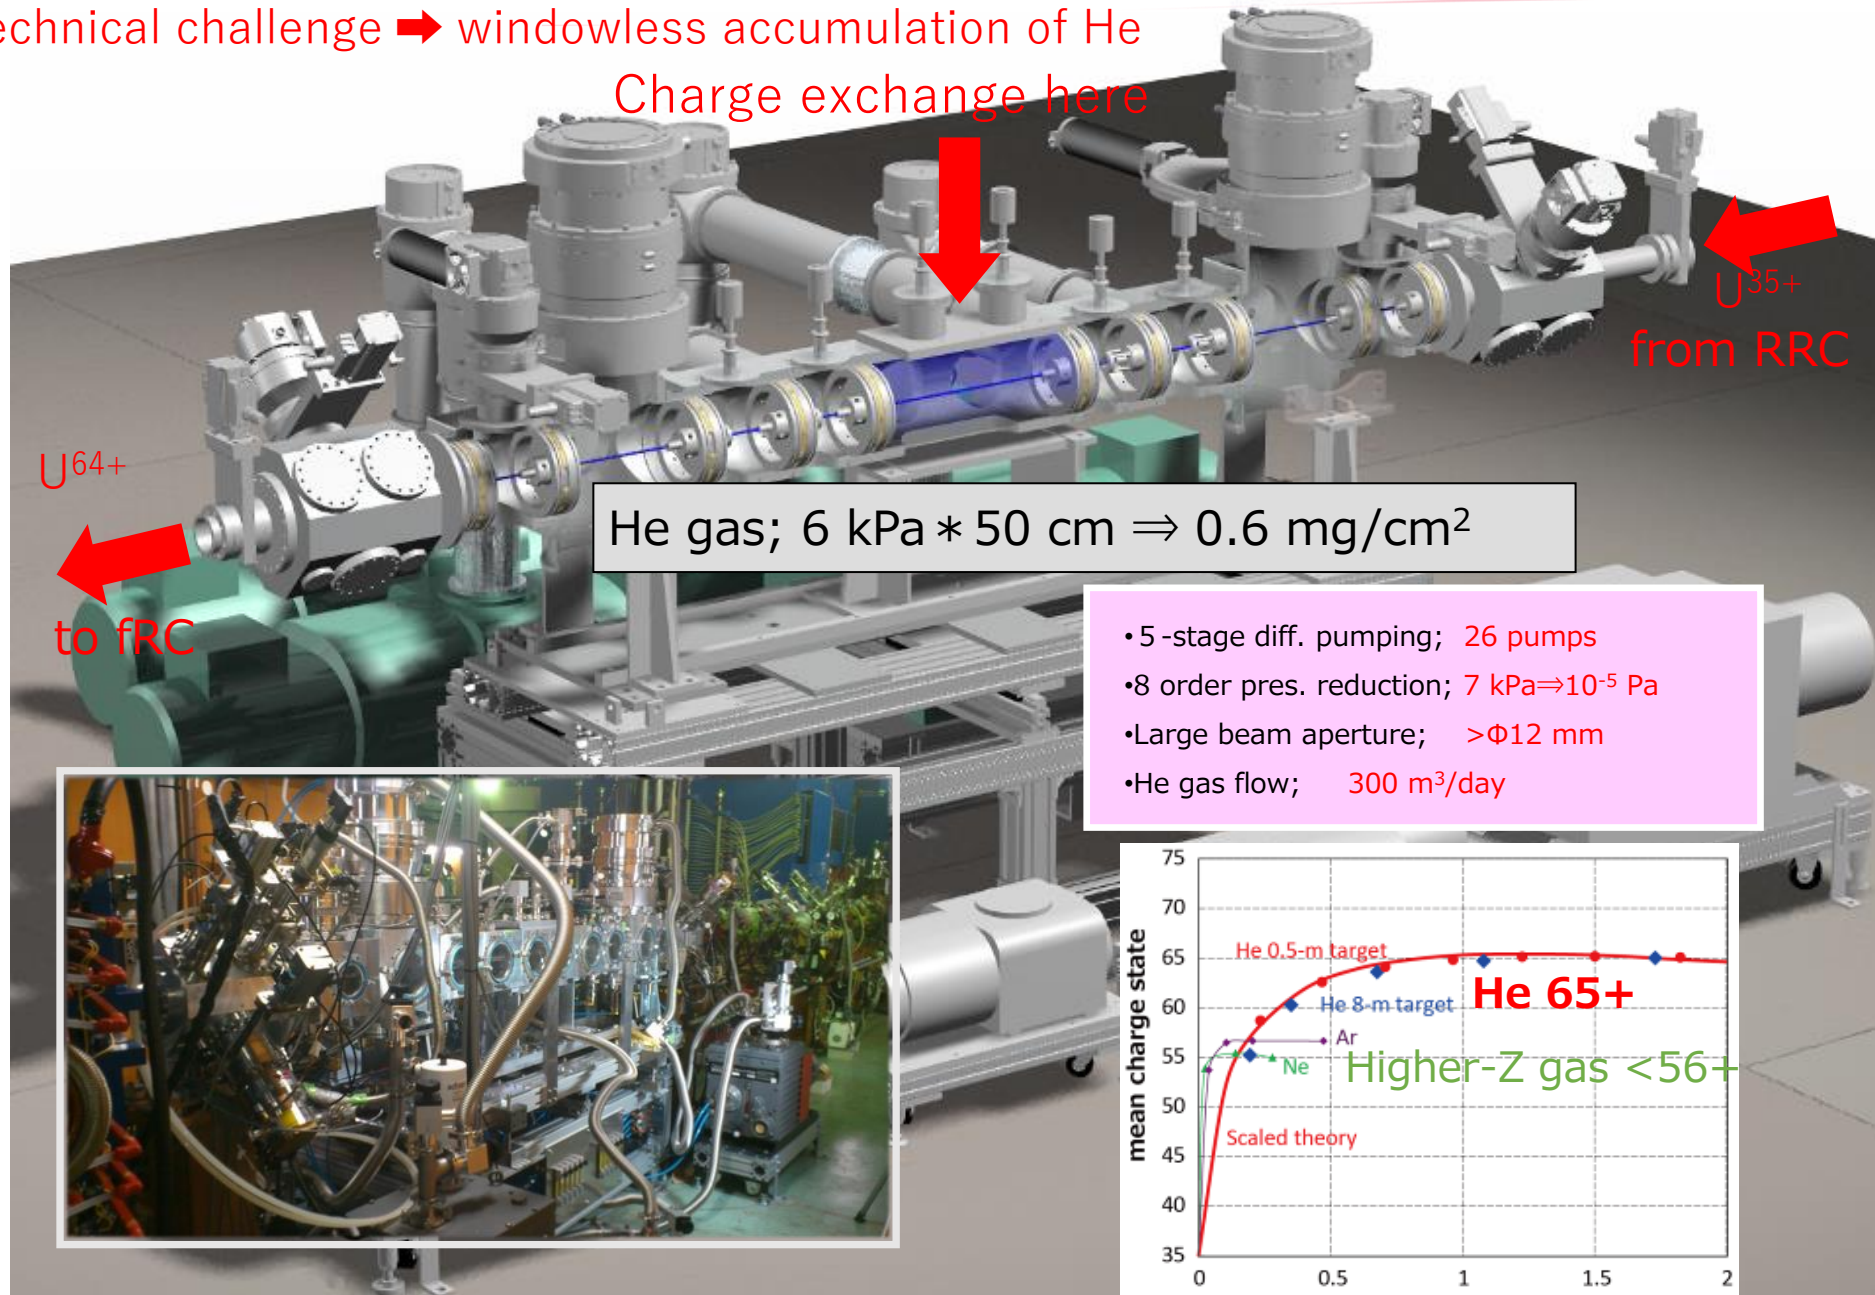 echnical challenge ➡ windowless accumulation of He
Charge exchange here
U35+
from RRC
U64+
to fRC
He gas; 6 kPa * 50 cm ⇒ 0.6 mg/cm2
•5-stage diff. pumping; 26 pumps
•8 order pres. reduction; 7 kPa⇒10-5 Pa
•Large beam aperture; >Φ12 mm
•He gas flow; 300 m3/day
mean charge state
75
70
65
60
55
50
45
40
35
0
0.5
1
1.5
2
He 0.5-m target
He 65+
He 8-m target
Ar
Ne
Higher-Z gas <56+
Scaled theory